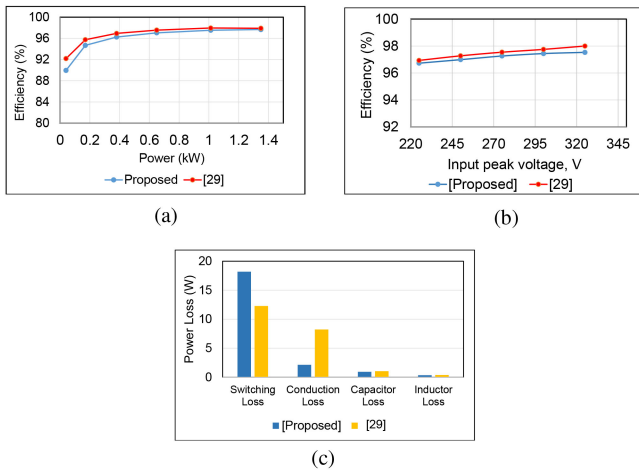 Efficiency (%)
100
96
92
88
84
80
0 0.2 0.4 0.6 0.8 1 1.2 1.4
Power (kW)
Proposed [29]
(a)
Efficiency (%)
100
98
96
94
92
220 245 270 295 320 345
Input peak voltage, V
[Proposed] [29]
(b)
Power Loss (W)
20
15
10
5
0
Switching Conduction Capacitor Inductor
Loss Loss Loss Loss
[Proposed] [29]
(c)